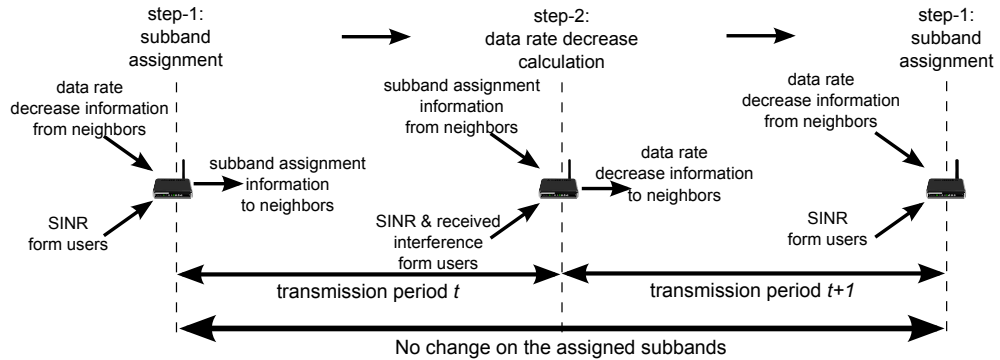 step-1:
subband
assignment
step-2:
data rate decrease
calculation
step-1:
subband
assignment
data rate
decrease information
from neighbors
subband assignment
information
to neighbors
SINR
form users
subband assignment
information
from neighbors
data rate
decrease information
to neighbors
SINR & received
interference
form users
data rate
decrease information
from neighbors
SINR
form users
transmission period t
transmission period t+1
No change on the assigned subbands